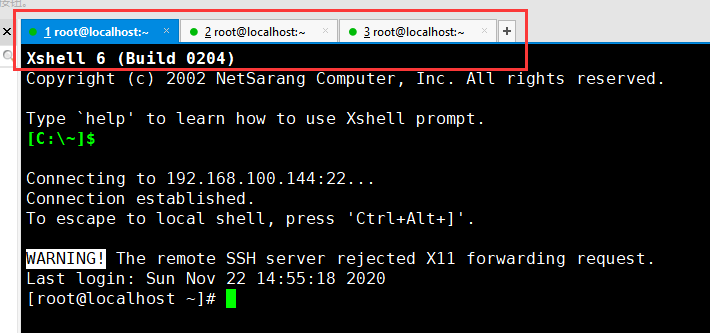 按钮。
1 root@localhost:~ × 2 root@localhost:~ × 3 root@localhost:~ × +
Xshell 6 (Build 0204)
Copyright (c) 2002 NetSarang Computer, Inc. All rights reserved.
Type `help' to learn how to use Xshell prompt.
[C:\~]$
Connecting to 192.168.100.144:22...
Connection established.
To escape to local shell, press 'Ctrl+Alt+]'.
WARNING! The remote SSH server rejected X11 forwarding request.
Last login: Sun Nov 22 14:55:18 2020
[root@localhost ~]#